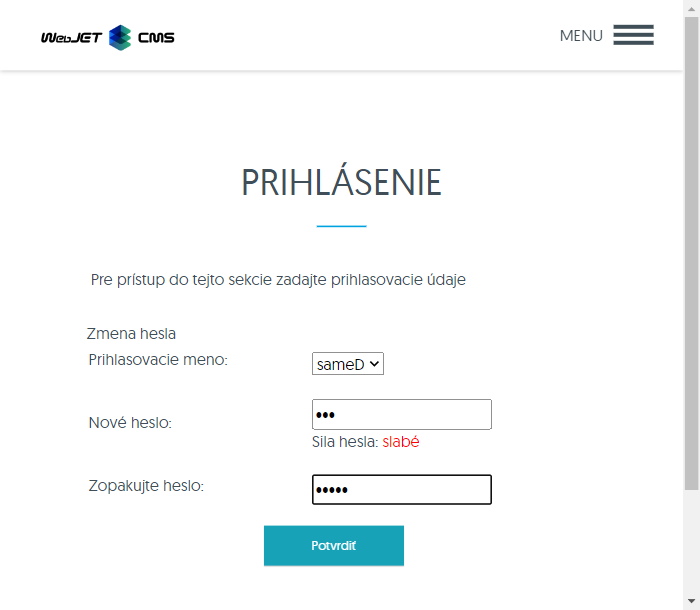 WebJET CMS
MENU
PRIHLÁSENIE
Pre prístup do tejto sekcie zadajte prihlasovacie údaje
Zmena hesla
Prihlasovacie meno:
sameD
Nové heslo:
•••
Sila hesla: slabé
Zopakujte heslo:
•••••
Potvrdiť